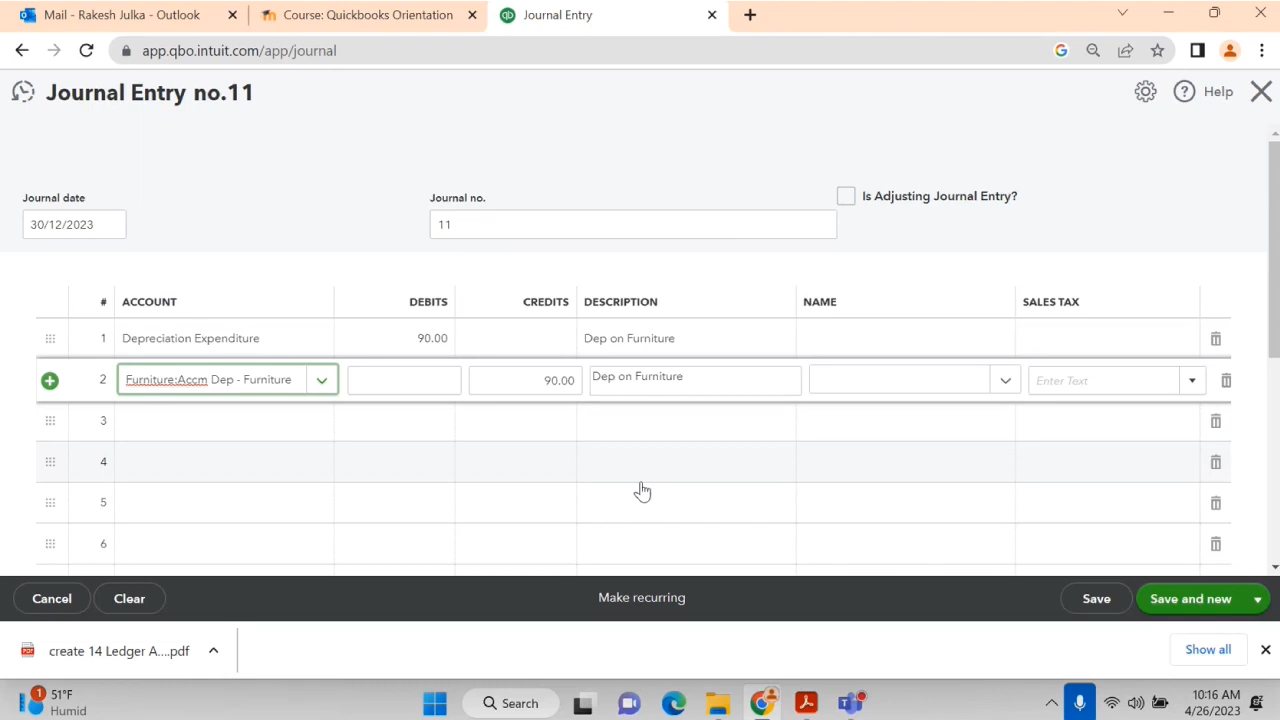 Mail - Rakesh Julka - Outlook
Course: Quickbooks Orientation
qb Journal Entry
app.qbo.intuit.com/app/journal
Journal Entry no.11
Help
Journal date
Journal no.
Is Adjusting Journal Entry?
30/12/2023
11
# ACCOUNT DEBITS CREDITS DESCRIPTION NAME SALES TAX
1 Depreciation Expenditure 90.00 Dep on Furniture
2 Furniture:Accm Dep - Furniture 90.00 Dep on Furniture Enter Text
3
4
5
6
Cancel Clear Make recurring Save Save and new
create 14 Ledger A....pdf Show all
1 51°F
Humid
Search
10:16 AM
4/26/2023